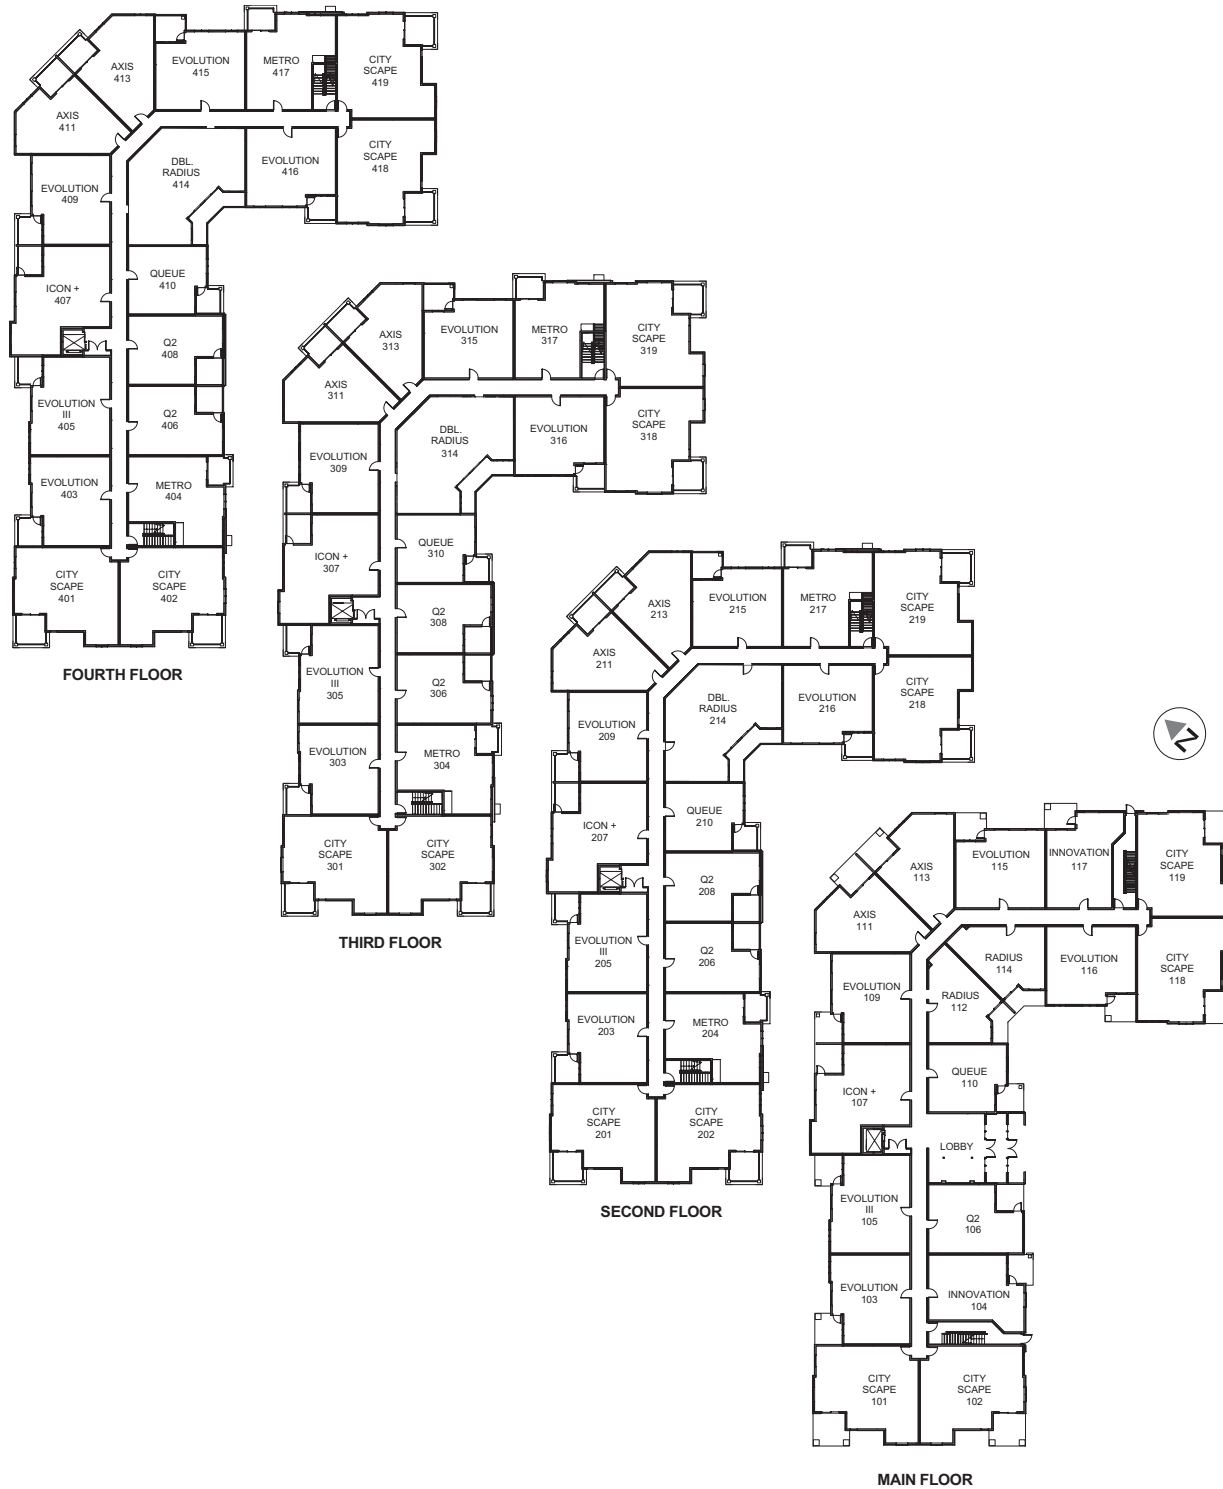 CITY
SCAPE
419
METRO
417
EVOLUTION
415
AXIS
413
AXIS
411
CITY
SCAPE
418
EVOLUTION
416
DBL.
RADIUS
414
EVOLUTION
409
QUEUE
410
ICON +
407
Q2
408
EVOLUTION
III
405
Q2
406
EVOLUTION
403
METRO
404
CITY
SCAPE
401
CITY
SCAPE
402
FOURTH FLOOR
AXIS
313
EVOLUTION
315
METRO
317
CITY
SCAPE
319
AXIS
311
DBL.
RADIUS
314
EVOLUTION
316
CITY
SCAPE
318
EVOLUTION
309
QUEUE
310
ICON +
307
Q2
308
EVOLUTION
III
305
Q2
306
EVOLUTION
303
METRO
304
CITY
SCAPE
301
CITY
SCAPE
302
THIRD FLOOR
AXIS
213
EVOLUTION
215
METRO
217
CITY
SCAPE
219
AXIS
211
DBL.
RADIUS
214
EVOLUTION
216
CITY
SCAPE
218
EVOLUTION
209
QUEUE
210
ICON +
207
Q2
208
EVOLUTION
III
205
Q2
206
EVOLUTION
203
METRO
204
CITY
SCAPE
201
CITY
SCAPE
202
SECOND FLOOR
N
AXIS
113
EVOLUTION
115
INNOVATION
117
CITY
SCAPE
119
AXIS
111
RADIUS
114
EVOLUTION
116
CITY
SCAPE
118
EVOLUTION
109
RADIUS
112
QUEUE
110
ICON +
107
LOBBY
EVOLUTION
III
105
Q2
106
EVOLUTION
103
INNOVATION
104
CITY
SCAPE
101
CITY
SCAPE
102
MAIN FLOOR